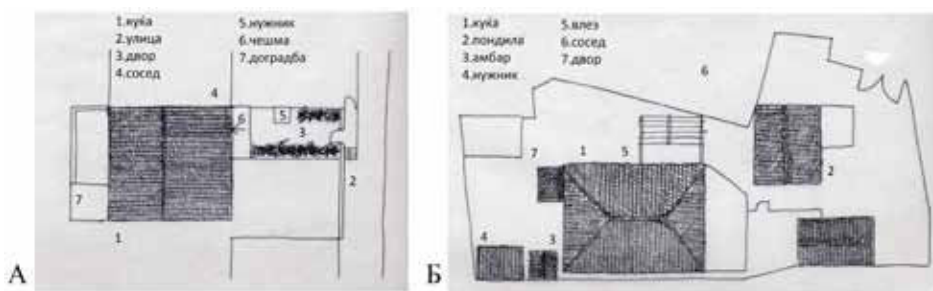 1.куќа
2.улица
3.двор
4.сосед
5.нужник
6.чешма
7.доградба
4
6
5
3
2
7
1
А
1.куќа
2.пондила
3.амбар
4.нужник
5.влез
6.сосед
7.двор
6
7
1
5
2
4
3
Б